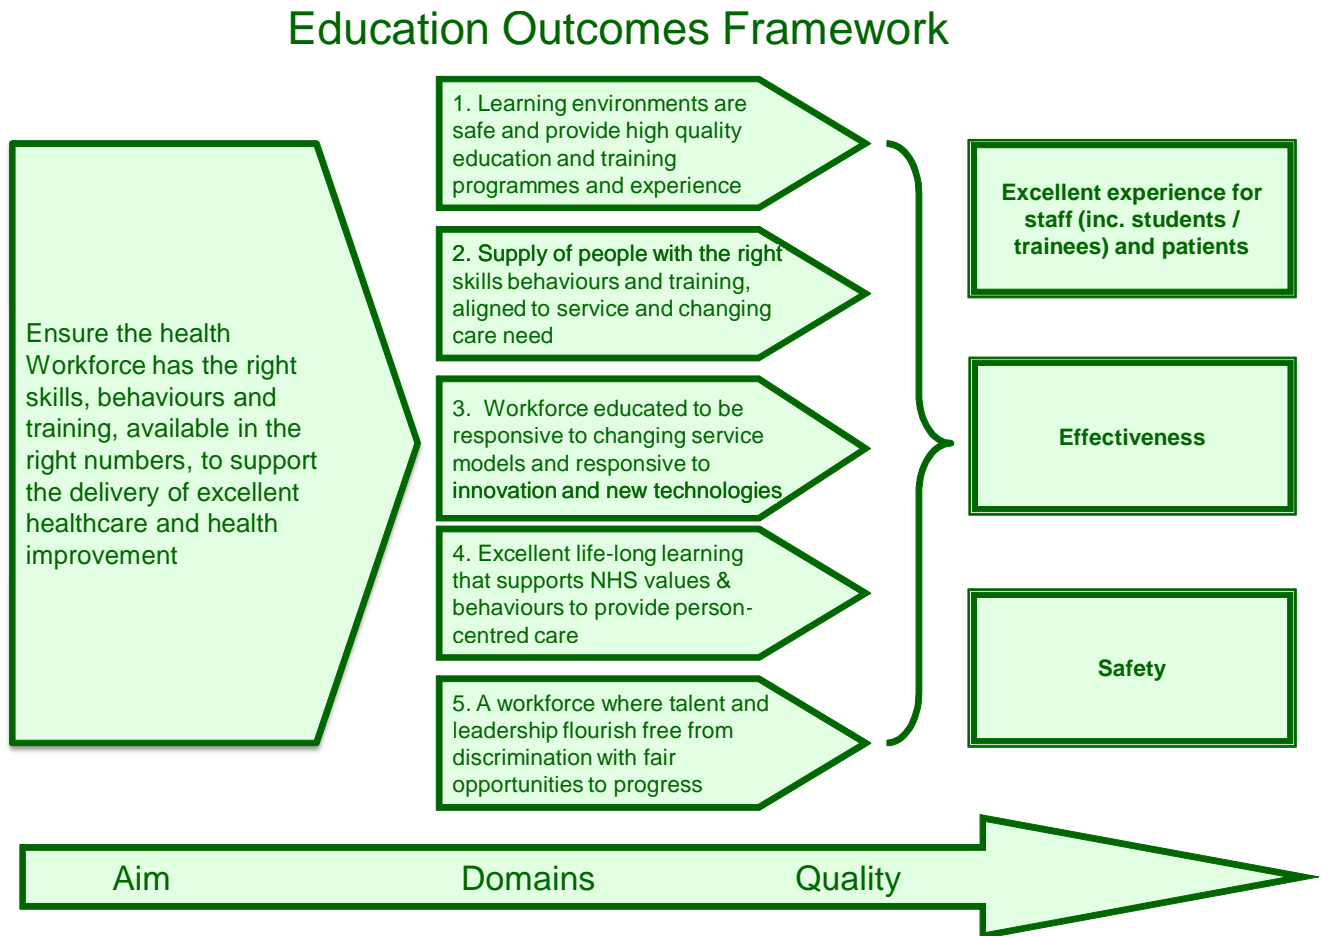 Education Outcomes Framework
Ensure the health
Workforce has the right
skills, behaviours and
training, available in the
right numbers, to support
the delivery of excellent
healthcare and health
improvement
1. Learning environments are
safe and provide high quality
education and training
programmes and experience
2. Supply of people with the right
skills behaviours and training,
aligned to service and changing
care need
3.  Workforce educated to be
responsive to changing service
models and responsive to
innovation and new technologies
4. Excellent life-long learning
that supports NHS values &
behaviours to provide person-
centred care
5. A workforce where talent and
leadership flourish free from
discrimination with fair
opportunities to progress
Excellent experience for
staff (inc. students /
trainees) and patients
Effectiveness
Safety
Aim Domains Quality